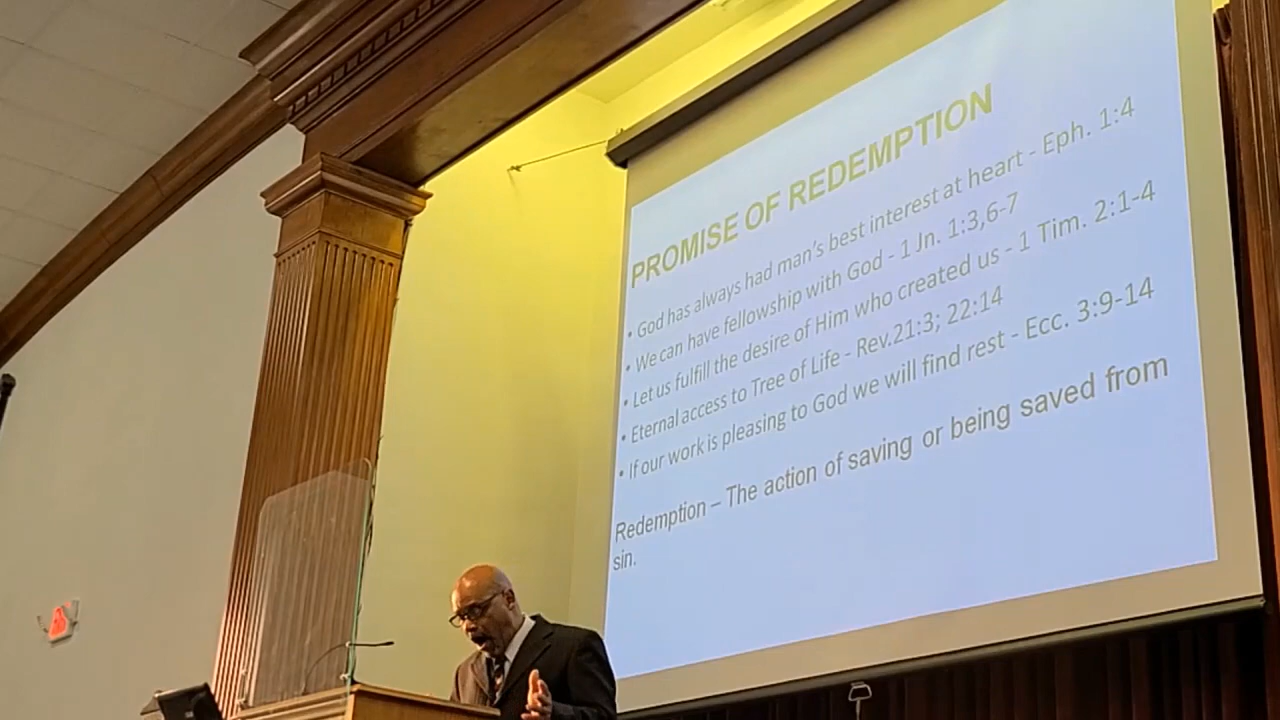 PROMISE OF REDEMPTION
• God has always had man's best interest at heart - Eph. 1:4
• We can have fellowship with God - 1 Jn. 1:3,6-7
• Let us fulfill the desire of Him who created us - 1 Tim. 2:1-4
• Eternal access to Tree of Life - Rev.21:3; 22:14
• If our work is pleasing to God we will find rest - Ecc. 3:9-14
Redemption – The action of saving or being saved from
sin.